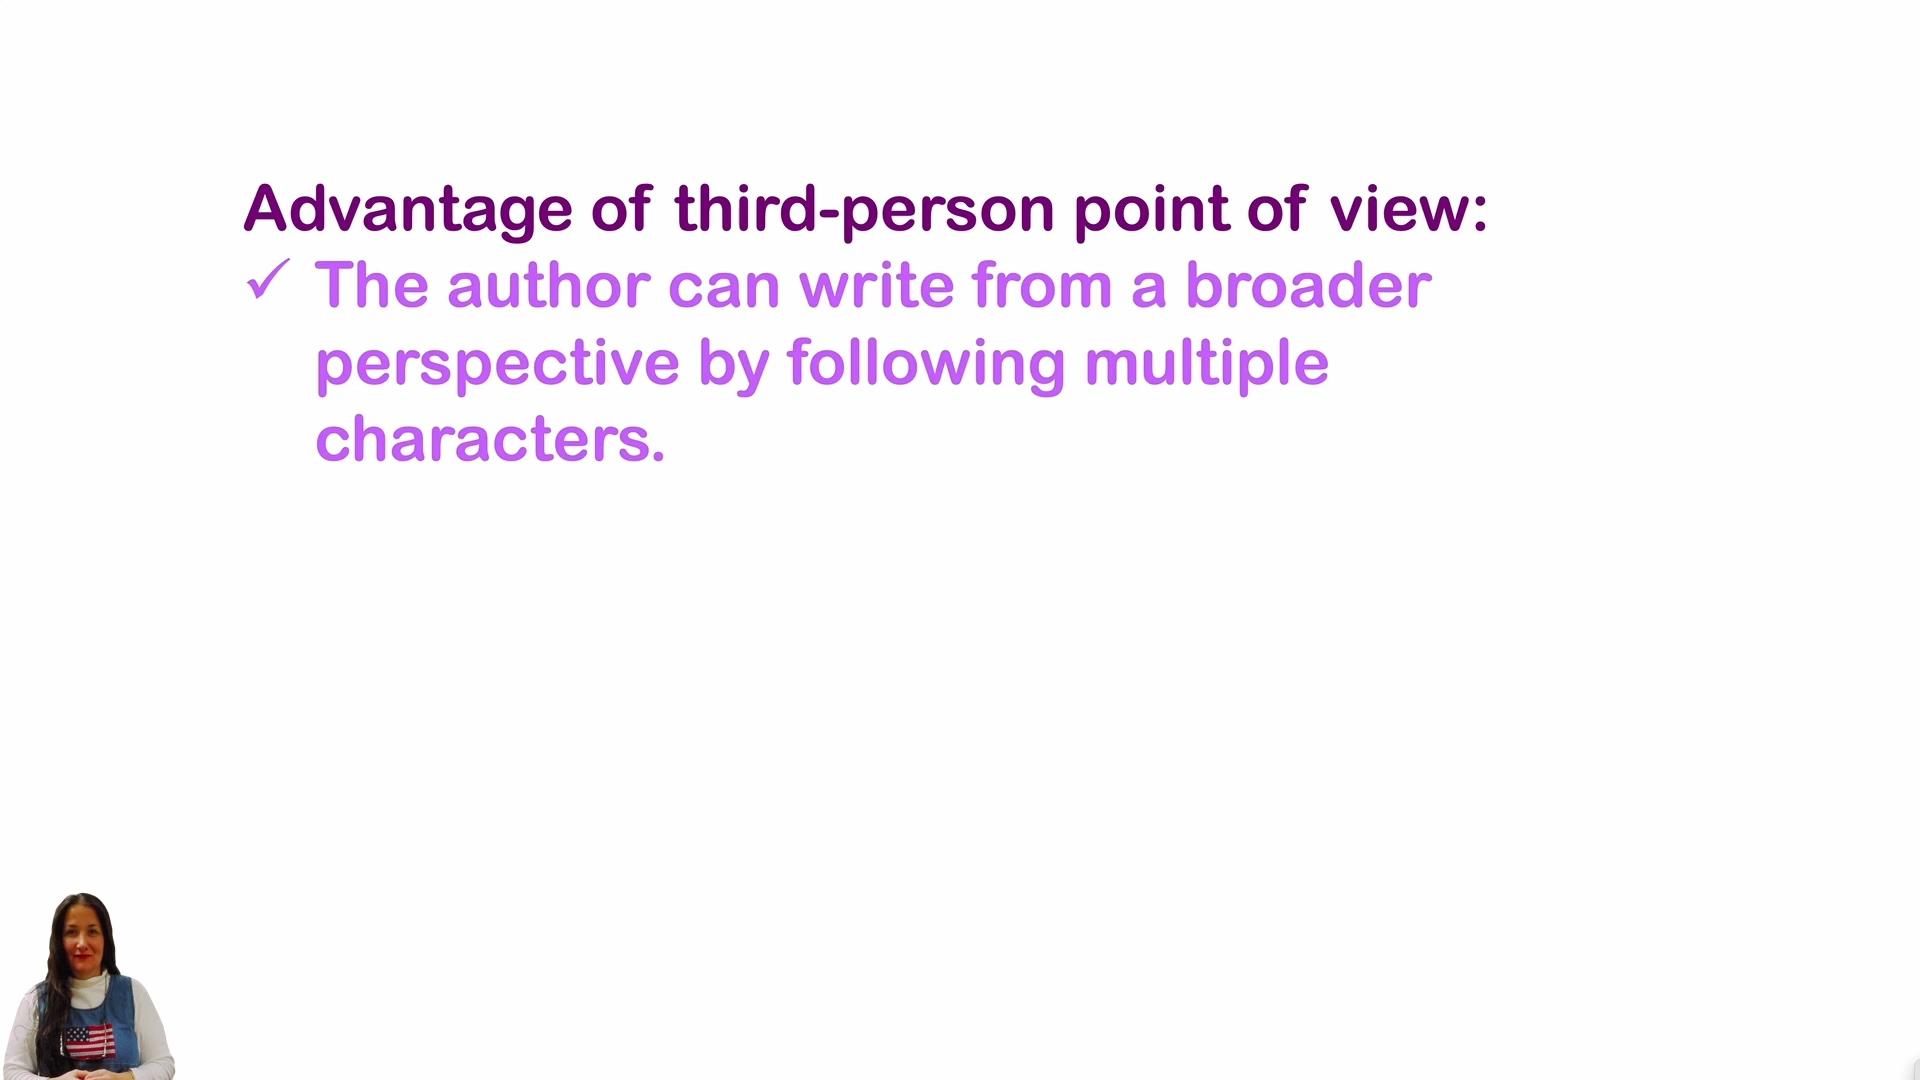 Advantage of third-person point of view:
✓ The author can write from a broader
perspective by following multiple
characters.